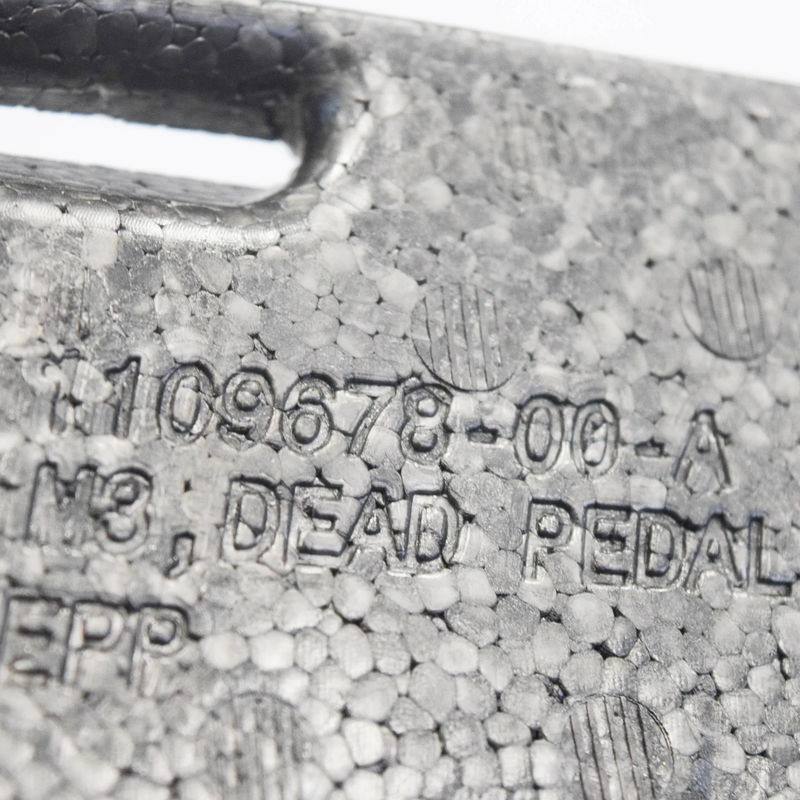 1109678-00-A
M3, DEAD PEDAL
EPP